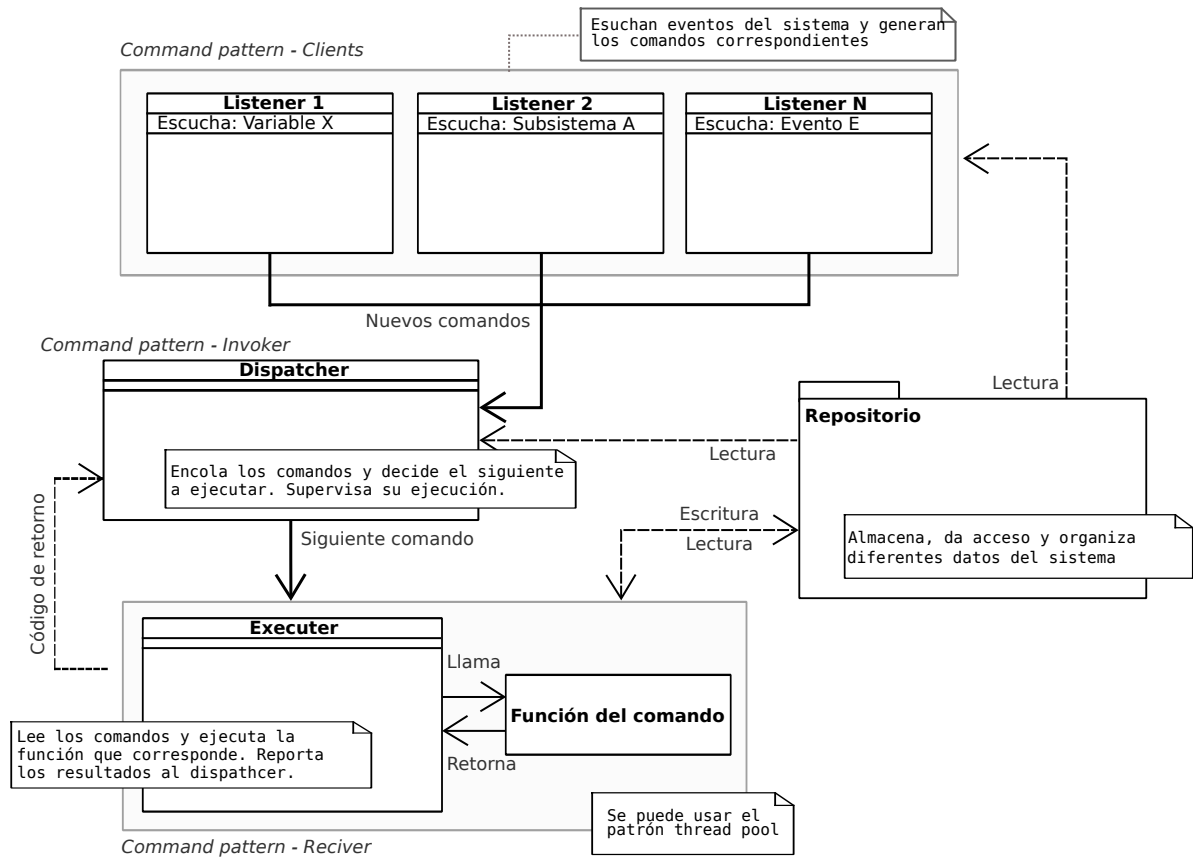 Esuchan eventos del sistema y generan
los comandos correspondientes
Command pattern - Clients
Listener 1
Escucha: Variable X
Listener 2
Escucha: Subsistema A
Listener N
Escucha: Evento E
Nuevos comandos
Command pattern - Invoker
Dispatcher
Encola los comandos y decide el siguiente
a ejecutar. Supervisa su ejecución.
Lectura
Repositorio
Lectura
Almacena, da acceso y organiza
diferentes datos del sistema
Escritura
Lectura
Siguiente comando
Código de retorno
Executer
Llama
Función del comando
Retorna
Lee los comandos y ejecuta la
función que corresponde. Reporta
los resultados al dispathcer.
Se puede usar el
patrón thread pool
Command pattern - Reciver